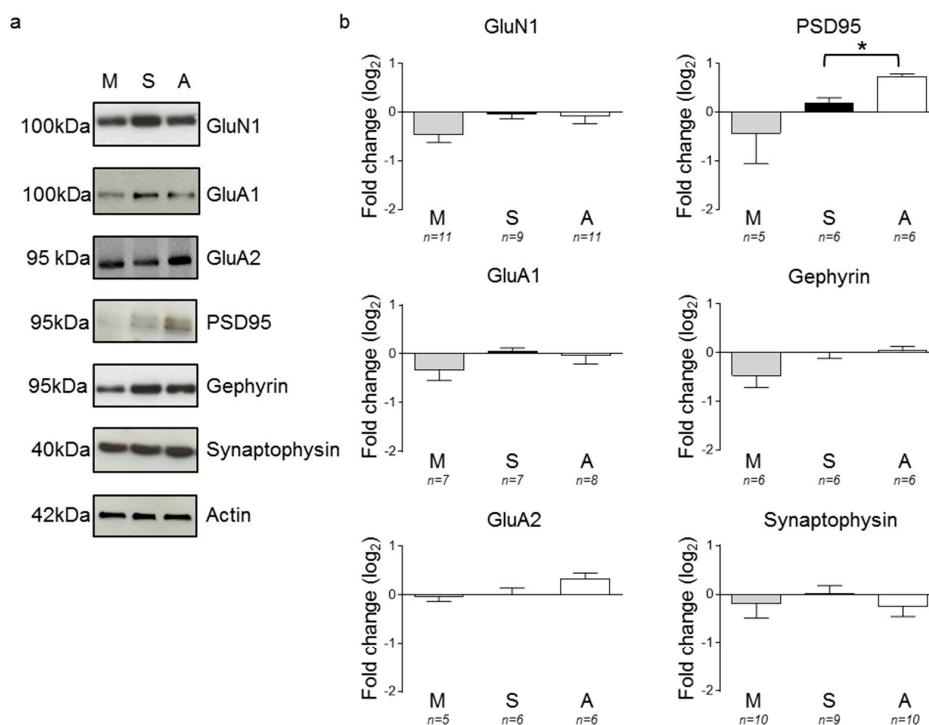 a
M S A
100kDa GluN1
100kDa GluA1
95 kDa GluA2
95kDa PSD95
95kDa Gephyrin
40kDa Synaptophysin
42kDa Actin
b
GluN1
Fold change (log2)
1
0
-1
-2
M S A
n=11 n=9 n=11
PSD95
*
Fold change (log2)
1
0
-1
-2
M S A
n=5 n=6 n=6
GluA1
Fold change (log2)
1
0
-1
-2
M S A
n=7 n=7 n=8
Gephyrin
Fold change (log2)
1
0
-1
-2
M S A
n=6 n=6 n=6
GluA2
Fold change (log2)
1
0
-1
-2
M S A
n=5 n=6 n=6
Synaptophysin
Fold change (log2)
1
0
-1
-2
M S A
n=10 n=9 n=10